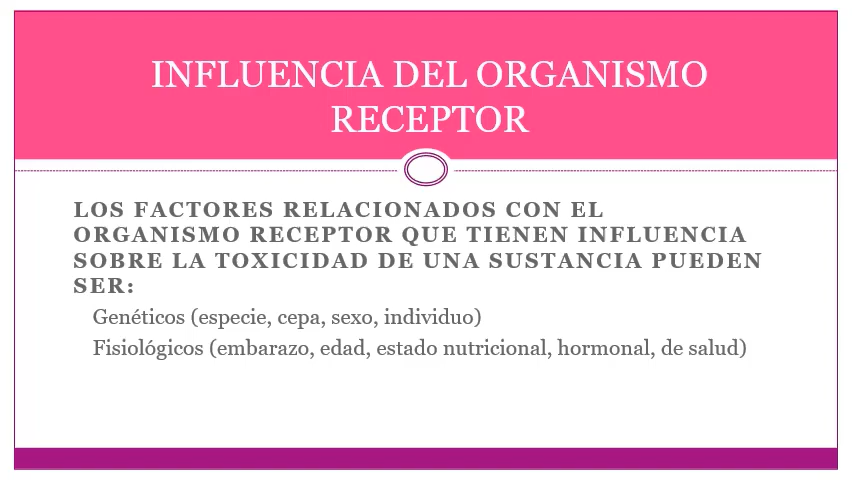 INFLUENCIA DEL ORGANISMO
RECEPTOR
LOS FACTORES RELACIONADOS CON EL
ORGANISMO RECEPTOR QUE TIENEN INFLUENCIA
SOBRE LA TOXICIDAD DE UNA SUSTANCIA PUEDEN
SER:
Genéticos (especie, cepa, sexo, individuo)
Fisiológicos (embarazo, edad, estado nutricional, hormonal, de salud)